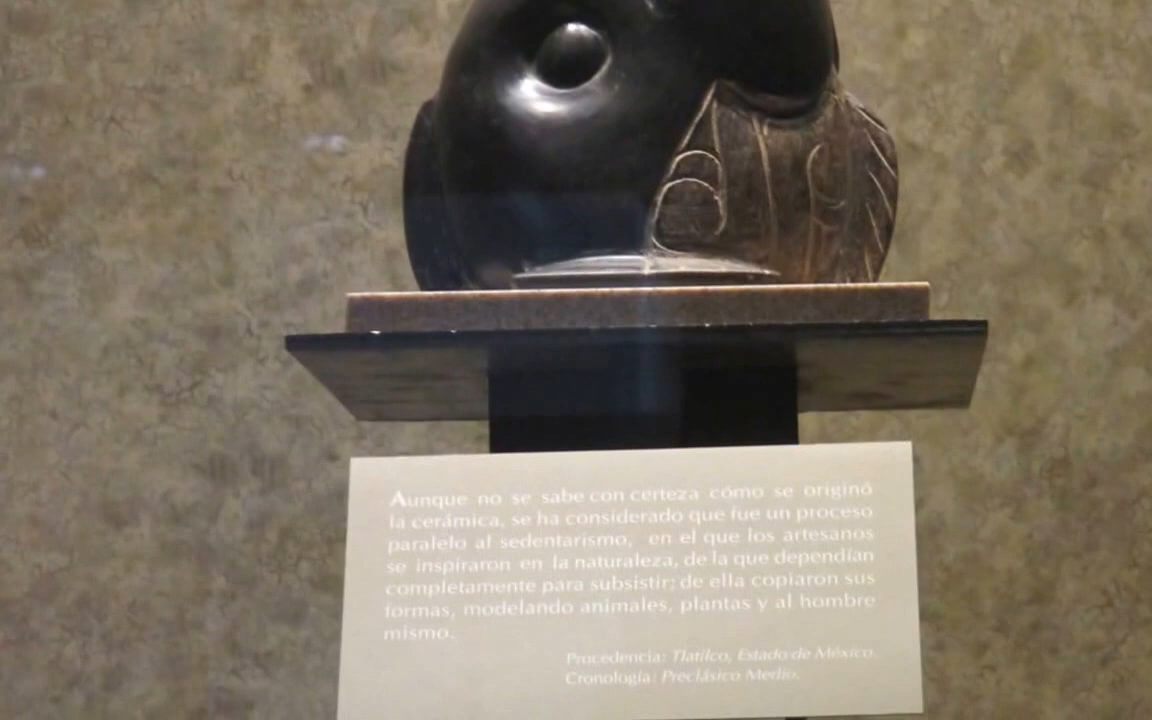 Aunque no se sabe con certeza cómo se originó
la cerámica, se ha considerado que fue un proceso
paralelo al sedentarismo, en el que los artesanos
se inspiraron en la naturaleza, de la que dependían
completamente para subsistir; de ella copiaron sus
formas, modelando animales, plantas y al hombre
mismo.
Procedencia: Tlatilco, Estado de México.
Cronología: Preclásico Medio.